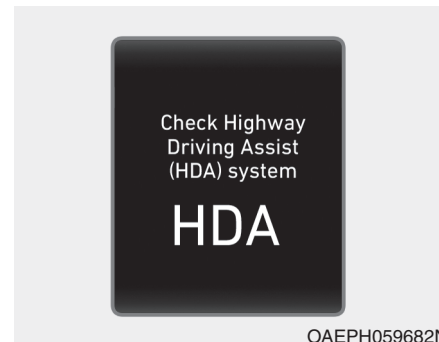 Check Highway
Driving Assist
(HDA) system
HDA
OAEPH059682N